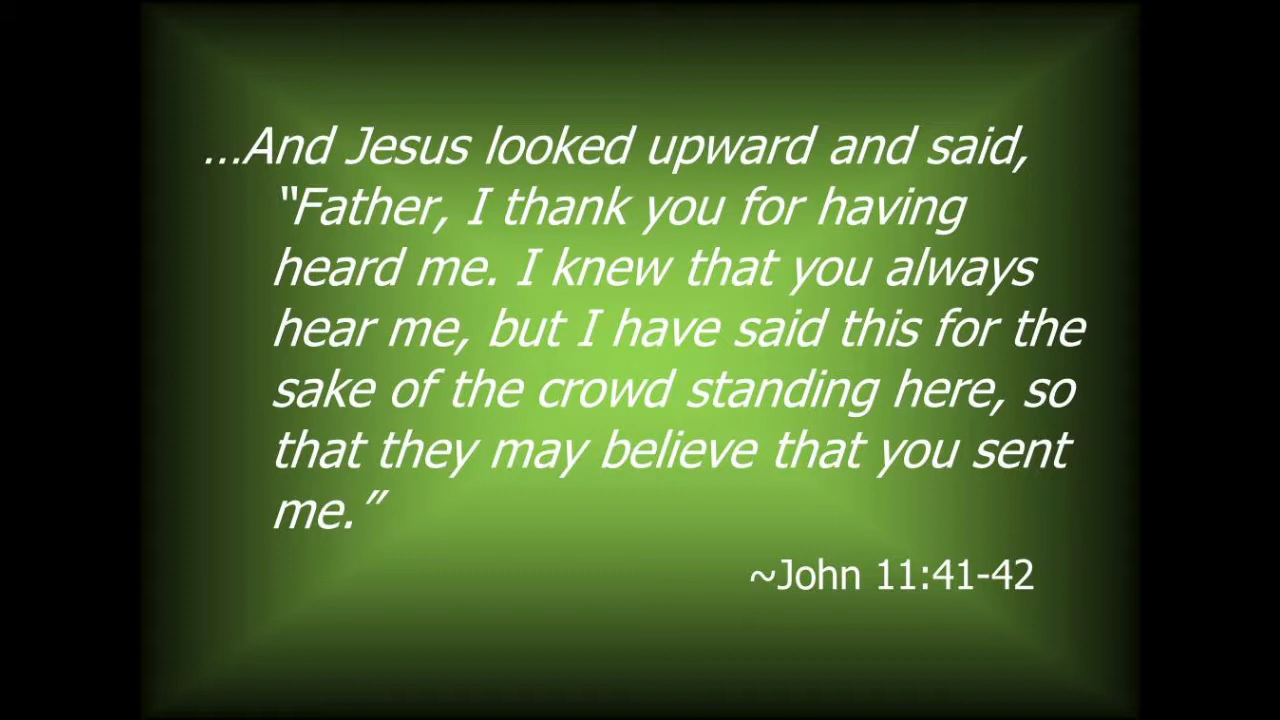 …And Jesus looked upward and said,
“Father, I thank you for having
heard me. I knew that you always
hear me, but I have said this for the
sake of the crowd standing here, so
that they may believe that you sent
me.”
~John 11:41-42